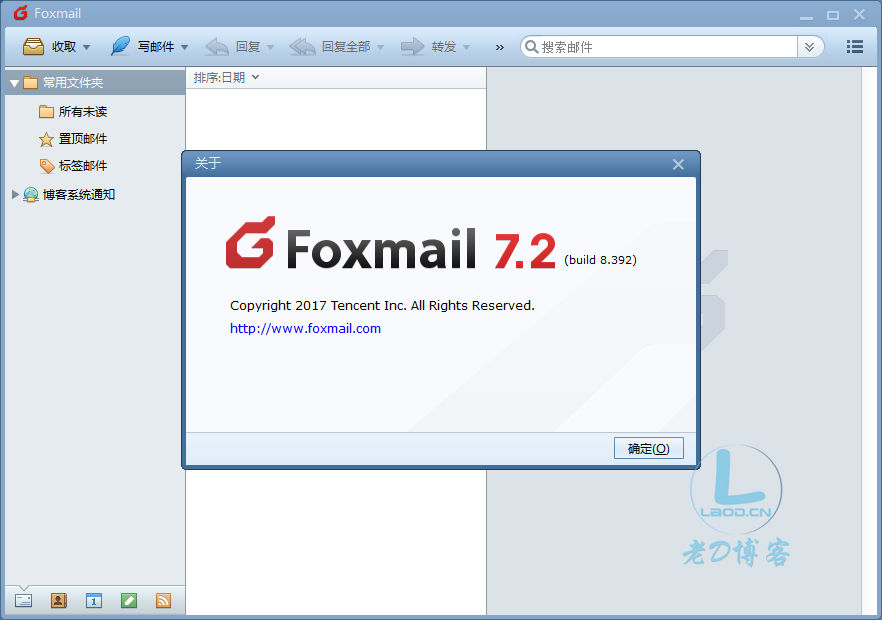 Foxmail
收取 写邮件 回复 回复全部 转发 » 搜索邮件
常用文件夹
排序:日期
所有未读
置顶邮件
标签邮件
博客系统通知
关于
Foxmail 7.2 (build 8.392)
Copyright 2017 Tencent Inc. All Rights Reserved.
http://www.foxmail.com
确定(O)
L
LAOD.CN
老D博客
1